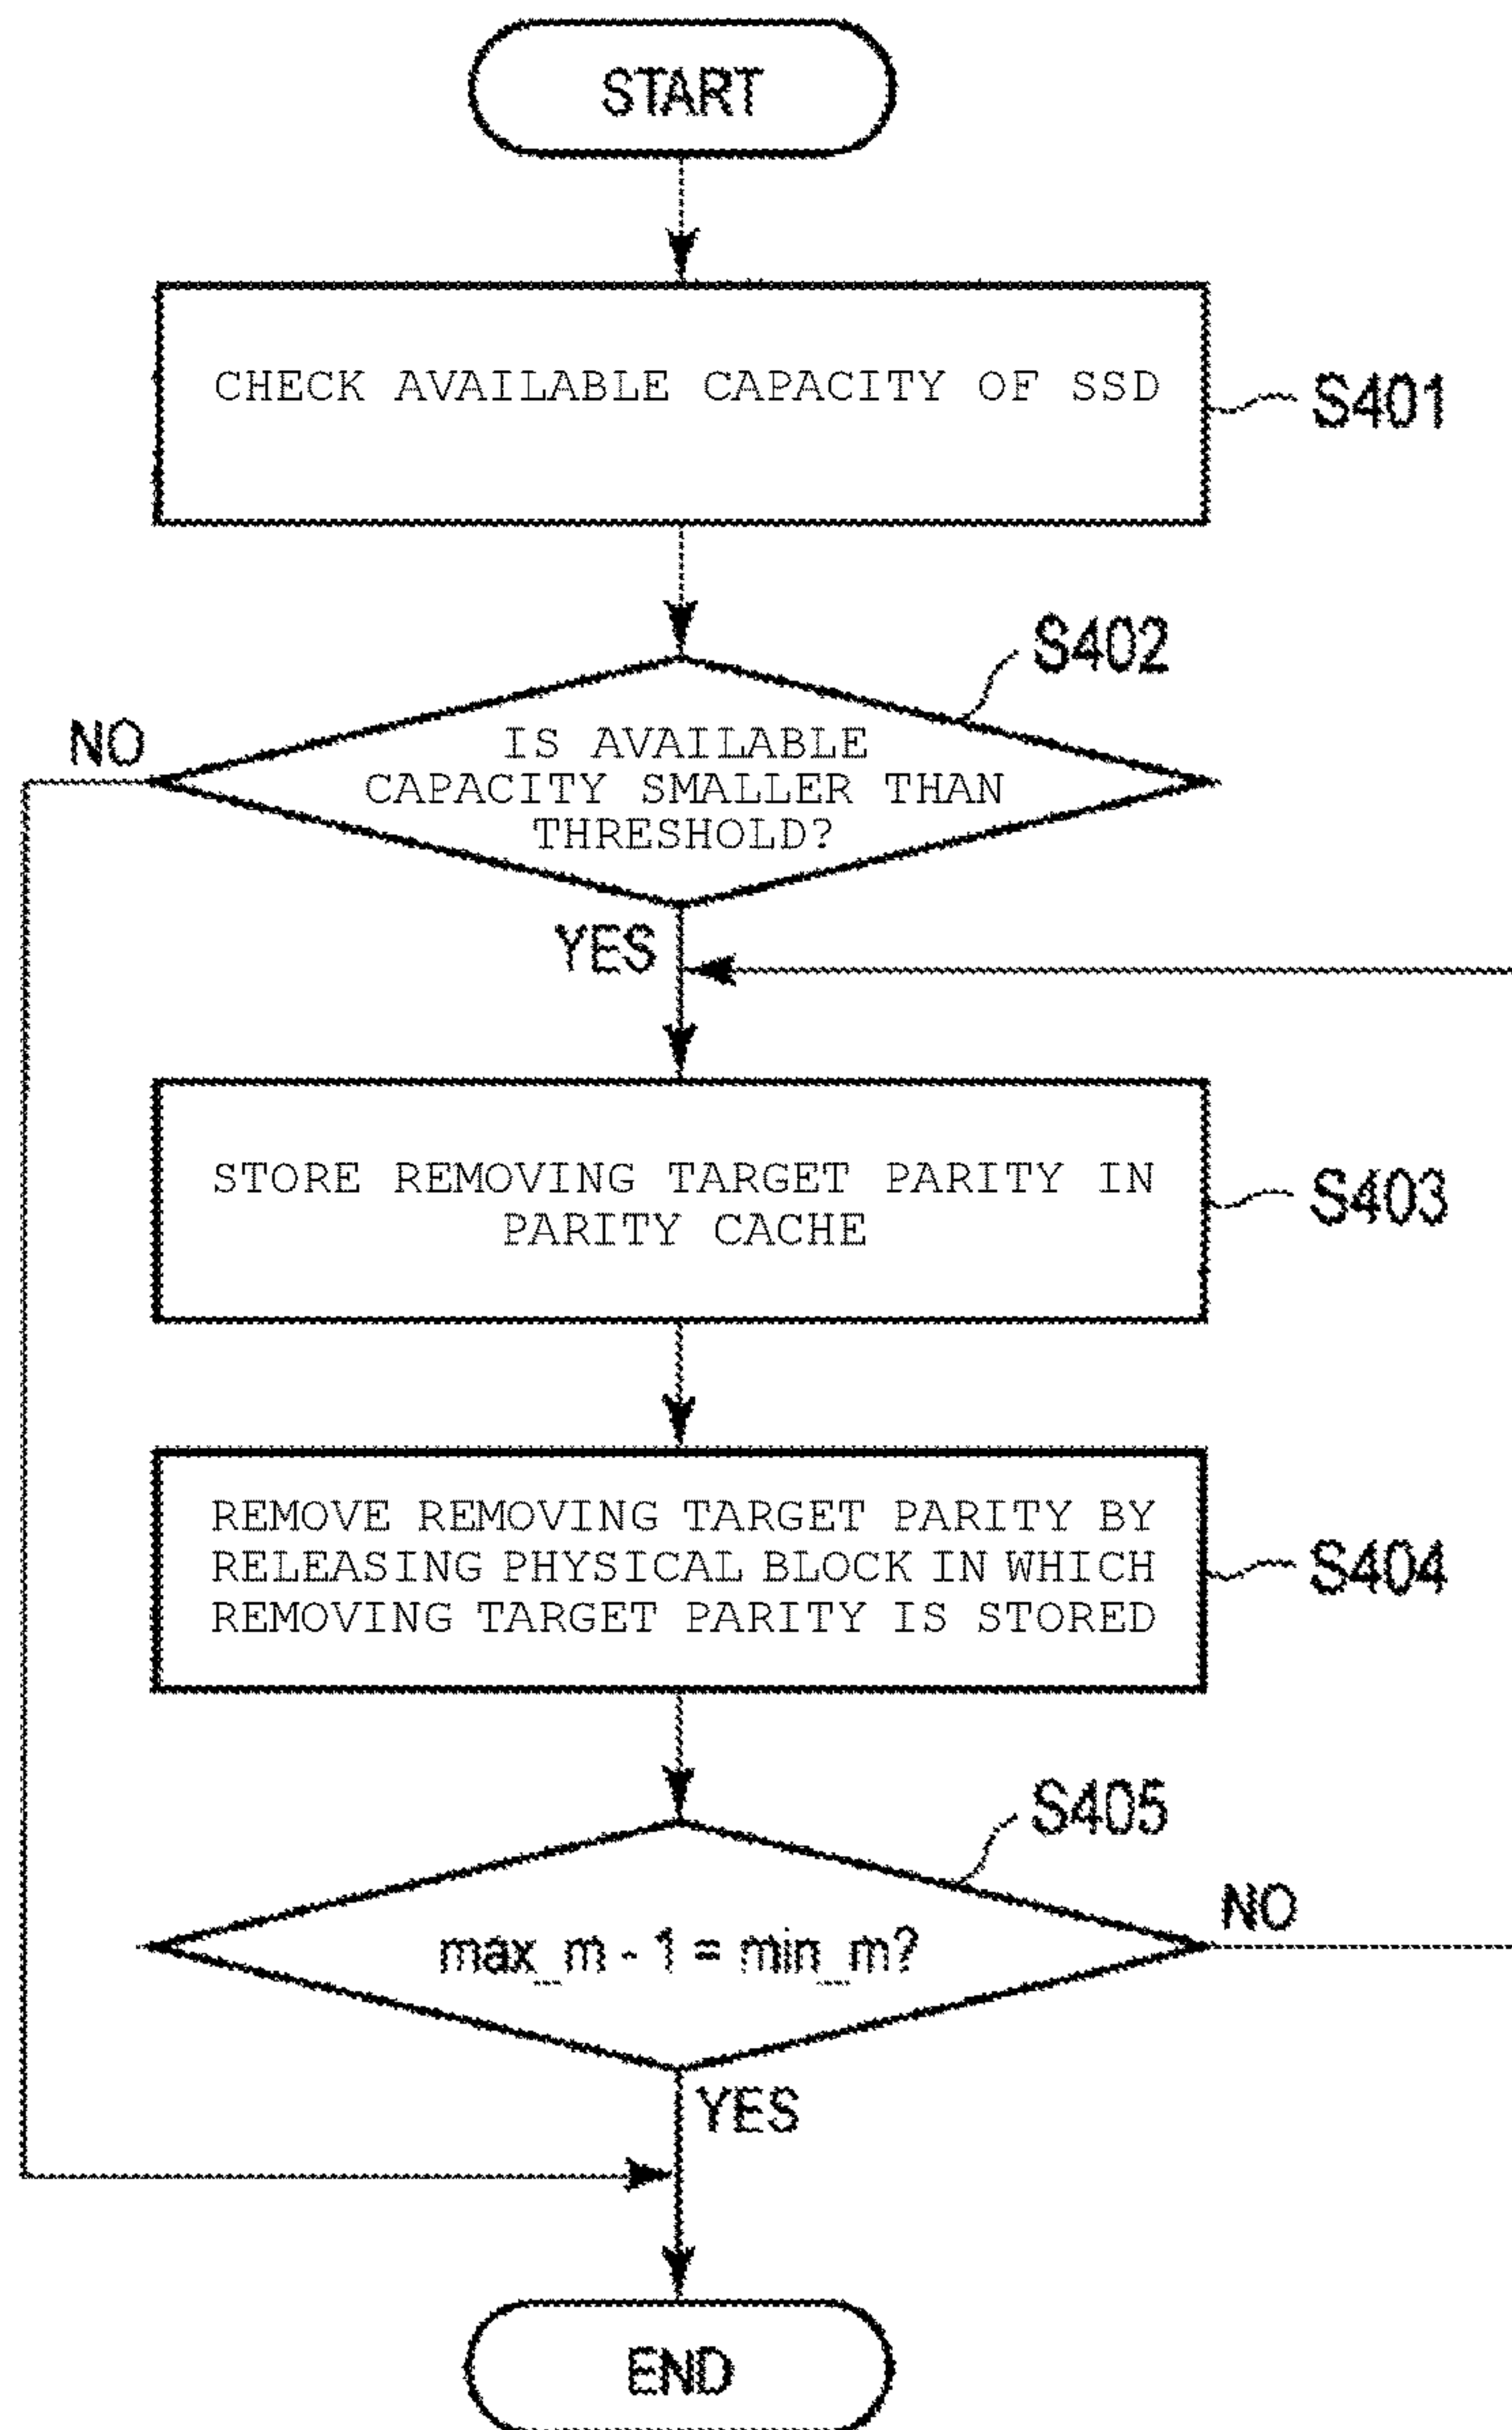 START
CHECK AVAILABLE CAPACITY OF SSD
S401
S402
NO
IS AVAILABLE
CAPACITY SMALLER THAN
THRESHOLD?
YES
STORE REMOVING TARGET PARITY IN
PARITY CACHE
S403
REMOVE REMOVING TARGET PARITY BY
RELEASING PHYSICAL BLOCK IN WHICH
REMOVING TARGET PARITY IS STORED
S404
S405
NO
max_m - 1 = min_m?
YES
END